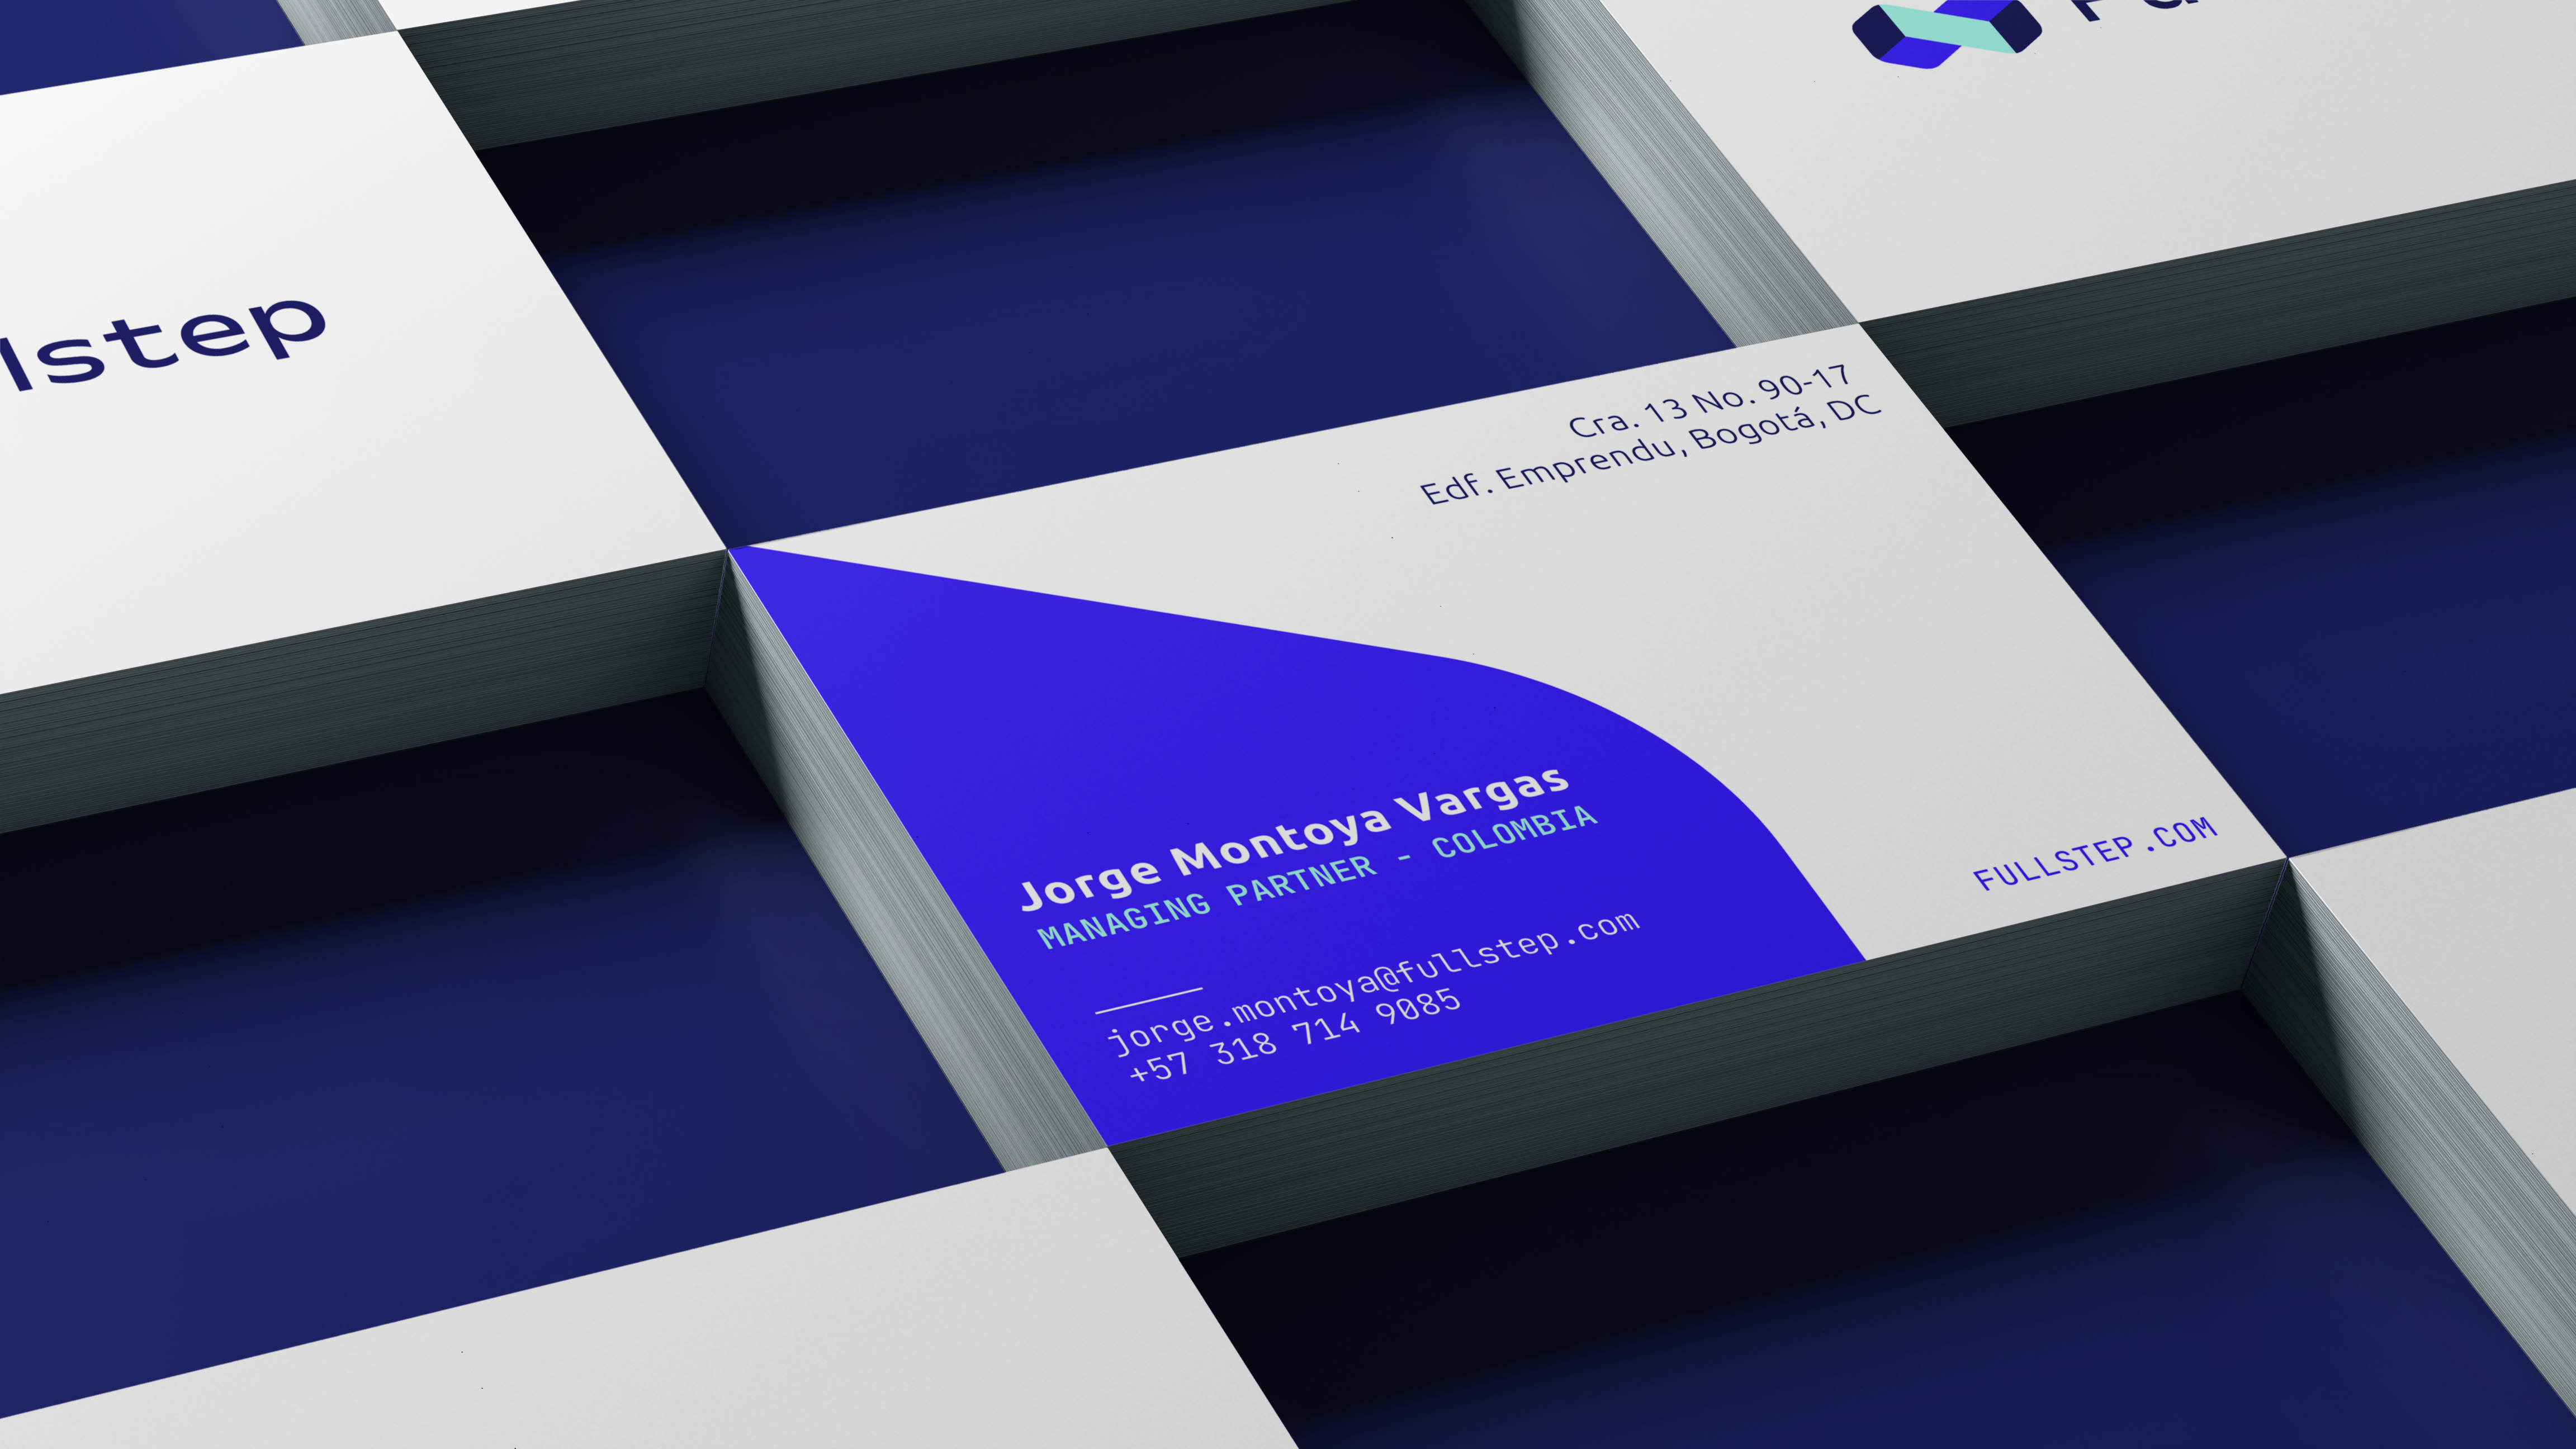 Cra. 13 No. 90-17
Edf. Emprendu, Bogotá, DC
Jorge Montoya Vargas
MANAGING PARTNER - COLOMBIA
jorge.montoya@fullstep.com
+57 318 714 9085
FULLSTEP.COM
lstep